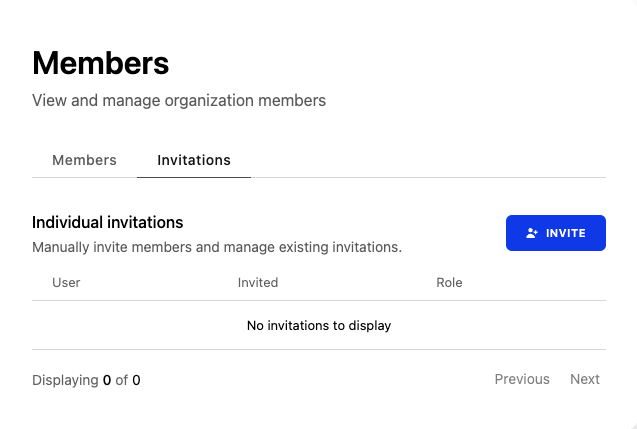 Members
View and manage organization members
Members Invitations
Individual invitations
Manually invite members and manage existing invitations.
INVITE
User Invited Role
No invitations to display
Displaying 0 of 0 Previous Next